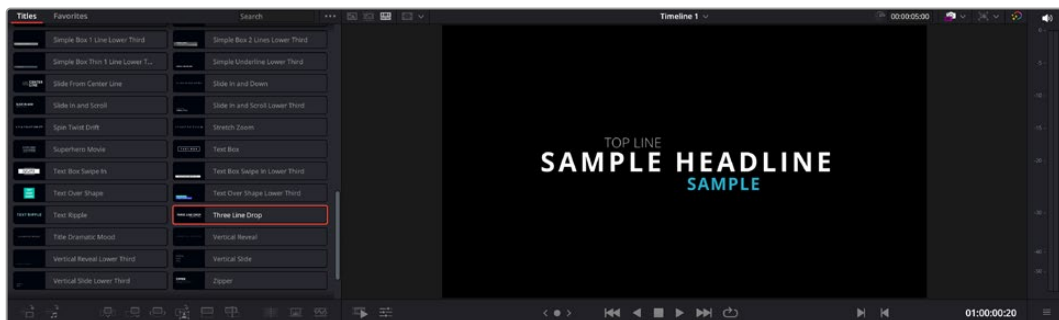 Titles Favorites Search
Timeline 1 00:00:05:00
Simple Box 1 Line Lower Third Simple Box 2 Lines Lower Third
Simple Box Thin 1 Line Lower T... Simple Underline Lower Third
Slide From Center Line Slide In and Down
Slide In and Scroll Slide In and Scroll Lower Third
Spin Twist Drift Stretch Zoom
Superhero Movie Text Box
Text Box Swipe In Text Box Swipe In Lower Third
Text Over Shape Text Over Shape Lower Third
Text Ripple Three Line Drop
Title Dramatic Mood Vertical Reveal
Vertical Reveal Lower Third Vertical Slide
Vertical Slide Lower Third Zipper
TOP LINE
SAMPLE HEADLINE
SAMPLE
01:00:00:20